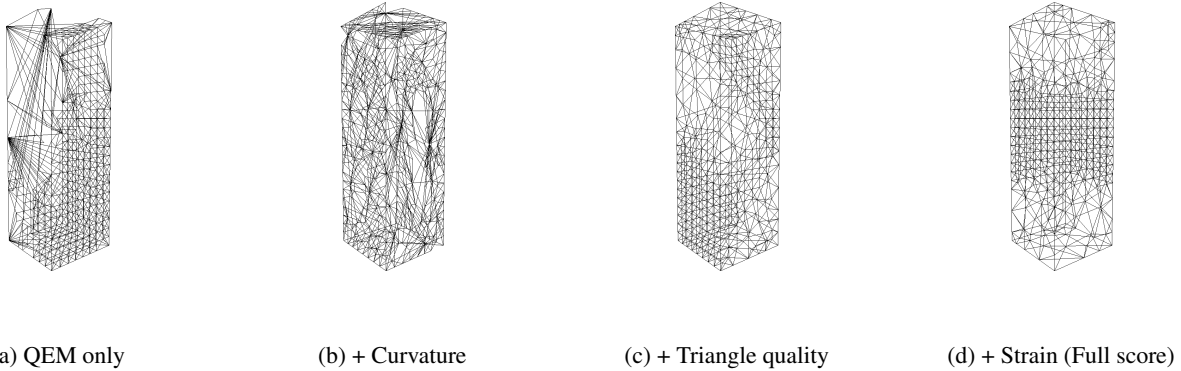 a) QEM only
(b) + Curvature
(c) + Triangle quality
(d) + Strain (Full score)